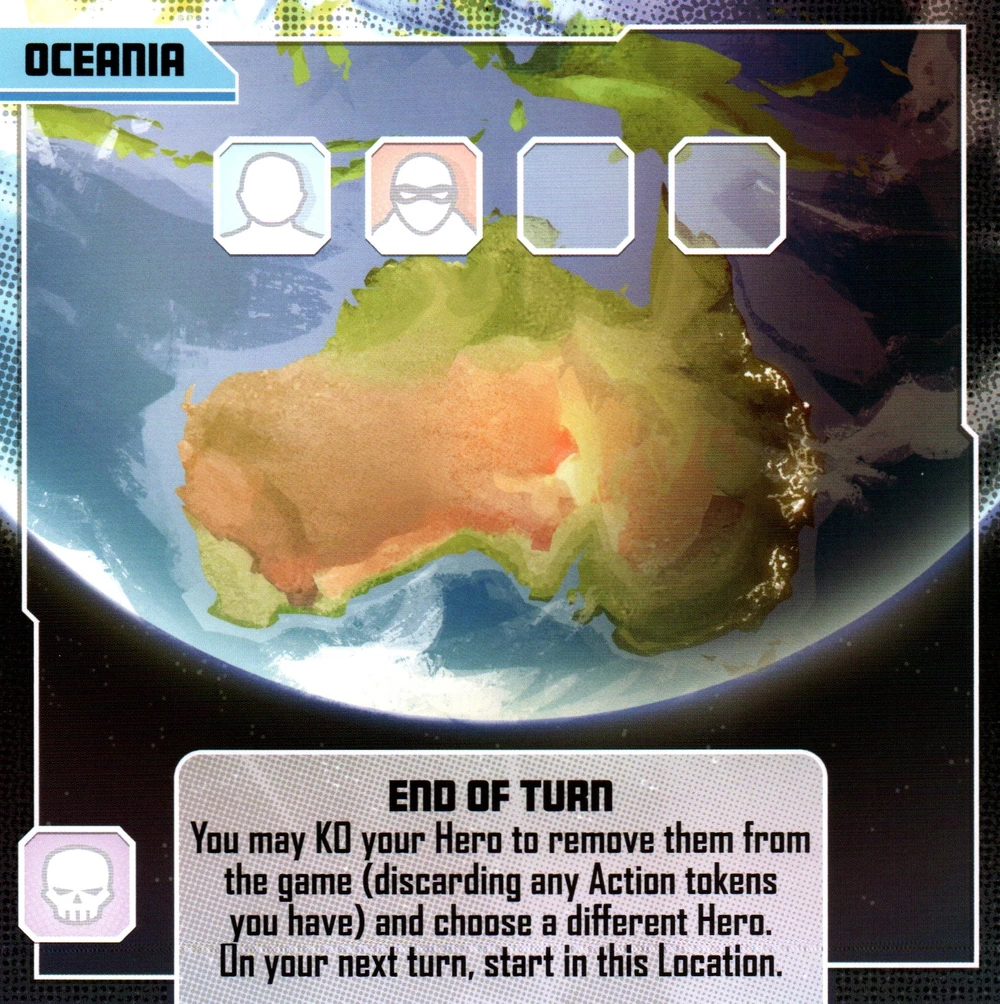 OCEANIA
END OF TURN
You may KO your Hero to remove them from
the game (discarding any Action tokens
you have) and choose a different Hero.
On your next turn, start in this Location.